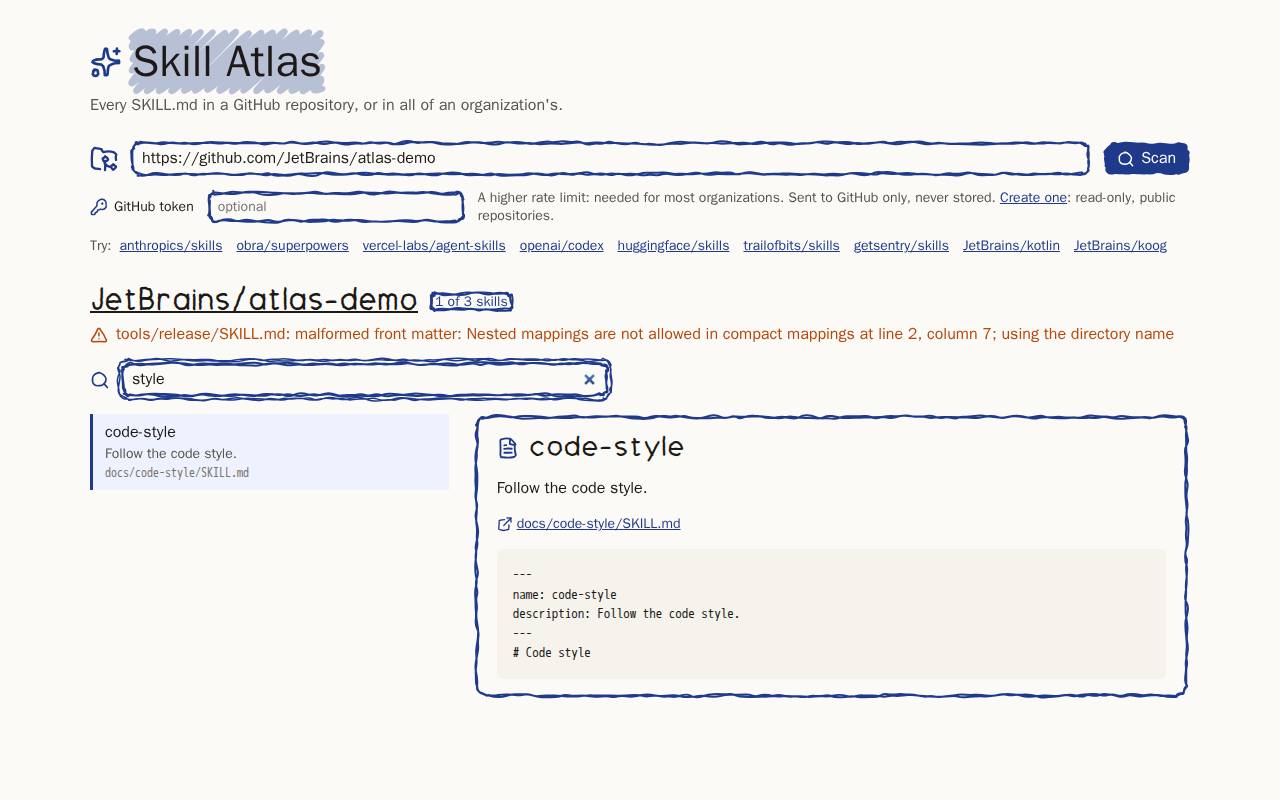 Skill Atlas
Every SKILL.md in a GitHub repository, or in all of an organization's.
https://github.com/JetBrains/atlas-demo
Scan
GitHub token
optional
A higher rate limit: needed for most organizations. Sent to GitHub only, never stored. Create one: read-only, public
repositories.
Try: anthropics/skills obra/superpowers vercel-labs/agent-skills openai/codex huggingface/skills trailofbits/skills getsentry/skills JetBrains/kotlin JetBrains/koog
JetBrains/atlas-demo
1 of 3 skills
tools/release/SKILL.md: malformed front matter: Nested mappings are not allowed in compact mappings at line 2, column 7; using the directory name
style
code-style
Follow the code style.
docs/code-style/SKILL.md
code-style
Follow the code style.
docs/code-style/SKILL.md
---
name: code-style
description: Follow the code style.
---
# Code style